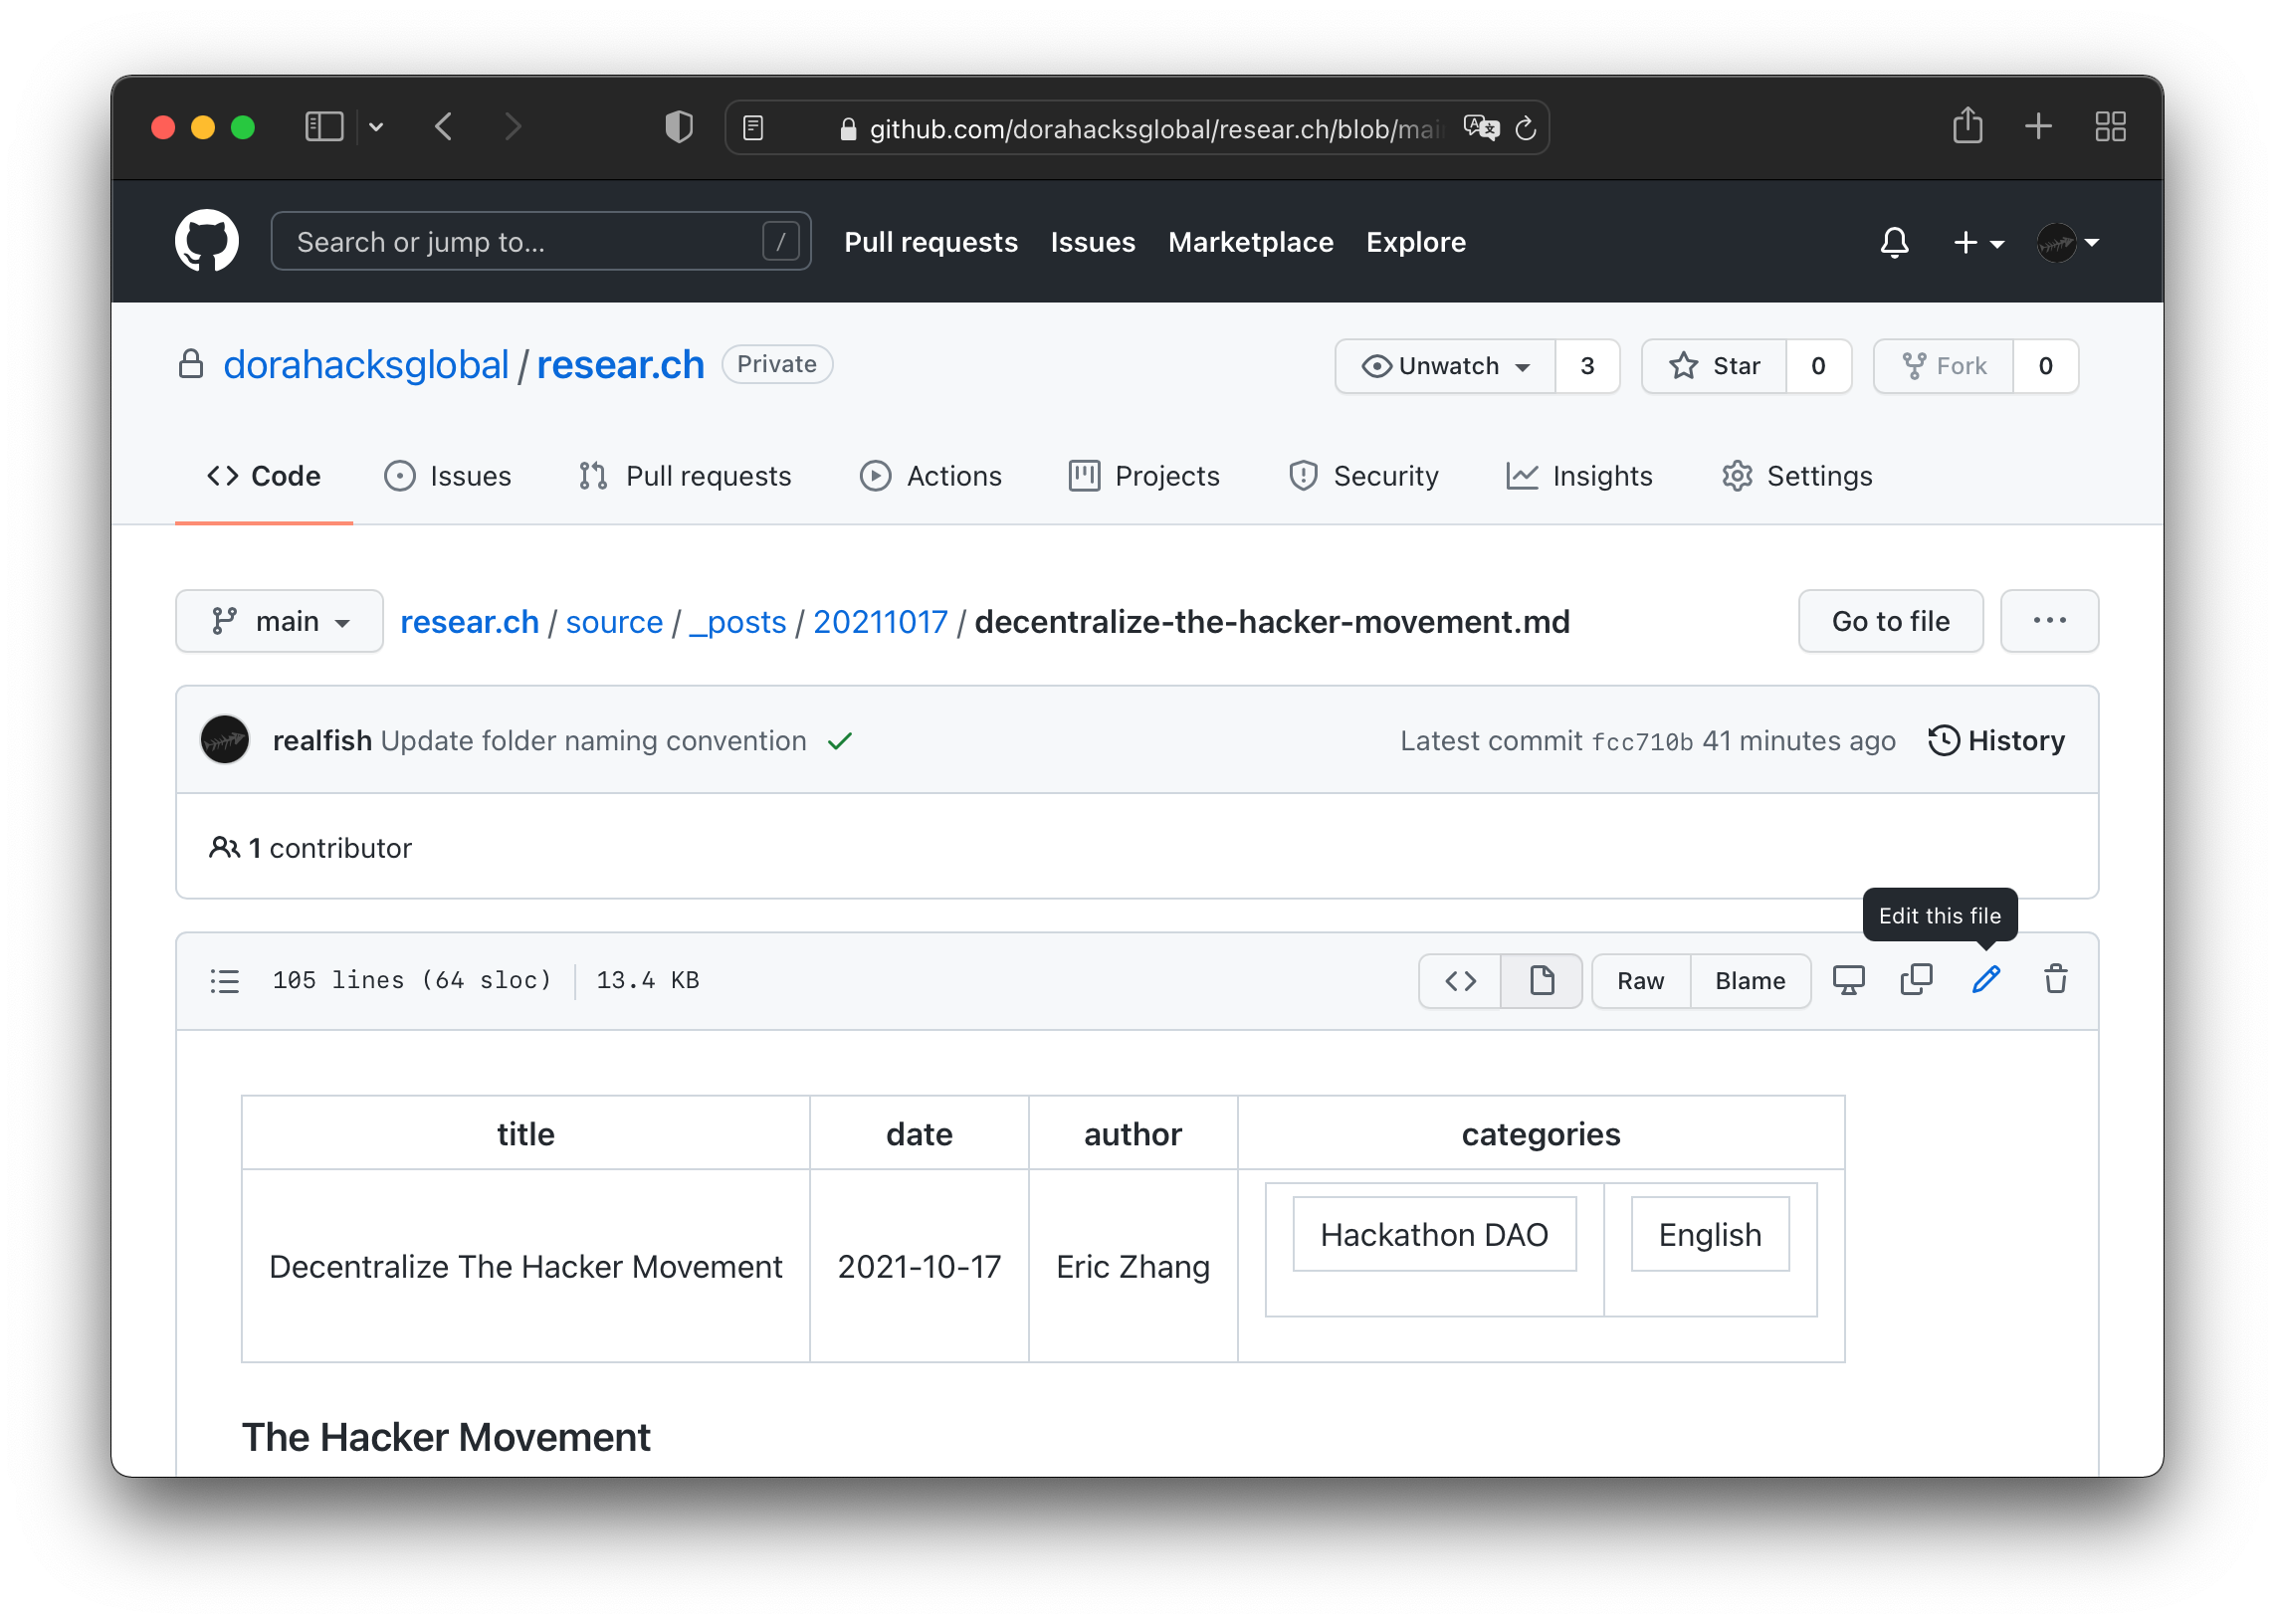 github.com/dorahacksglobal/resear.ch/blob/mai
Search or jump to... /
Pull requests Issues Marketplace Explore
dorahacksglobal / resear.ch Private
Unwatch 3 Star 0 Fork 0
Code Issues Pull requests Actions Projects Security Insights Settings
main resear.ch / source / _posts / 20211017 / decentralize-the-hacker-movement.md Go to file ...
realfish Update folder naming convention Latest commit fcc710b 41 minutes ago History
1 contributor
Edit this file
105 lines (64 sloc) 13.4 KB Raw Blame
title date author categories
Decentralize The Hacker Movement 2021-10-17 Eric Zhang Hackathon DAO English
The Hacker Movement